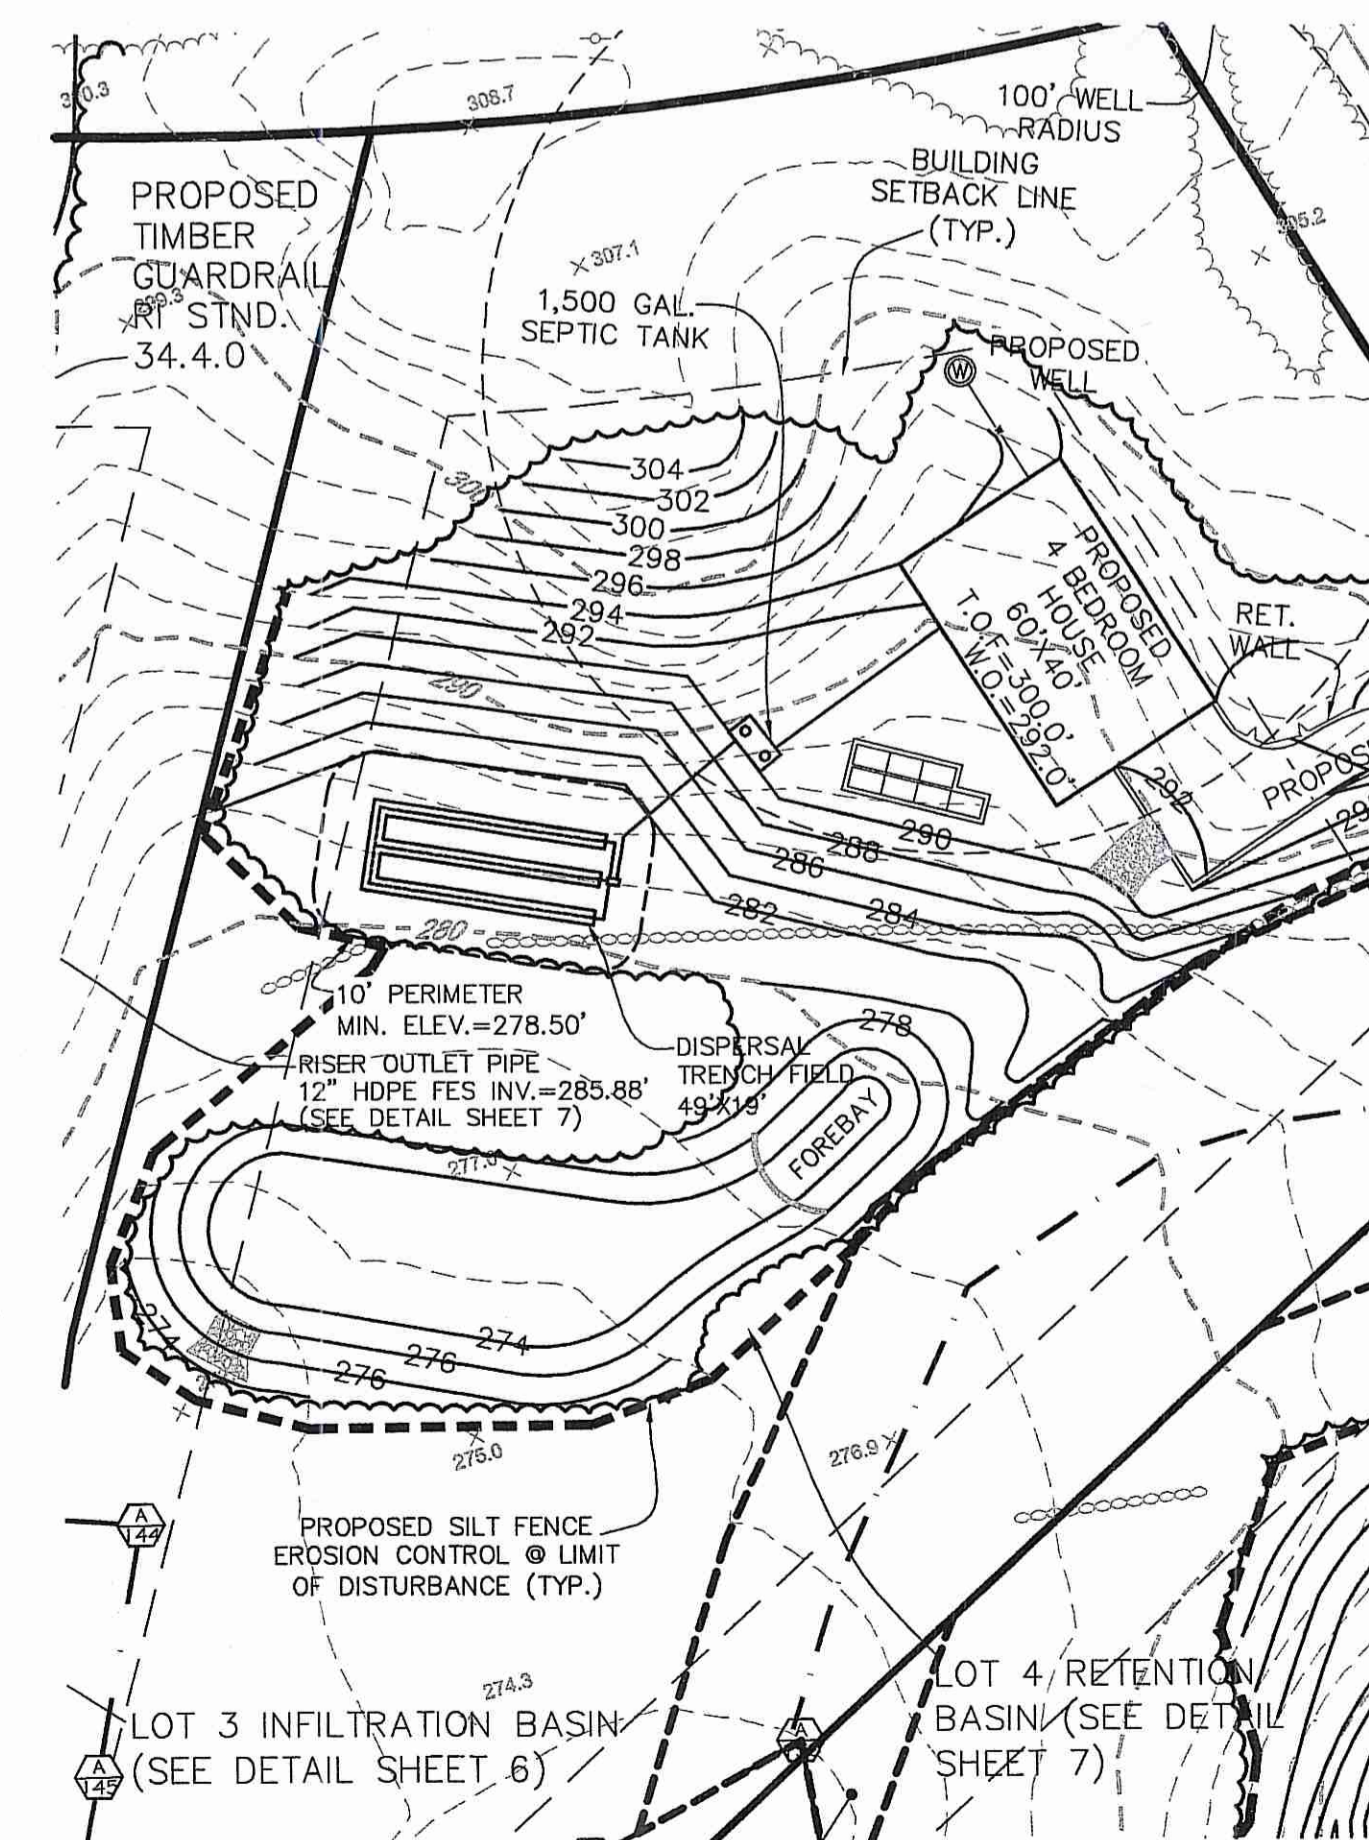 308.7
100' WELL
RADIUS
BUILDING
SETBACK LINE
(TYP.)
PROPOSED
TIMBER
GUARDRAIL
RI STND.
34.4.0
305.2
307.1
1,500 GAL.
SEPTIC TANK
PROPOSED
WELL
W
304
302
300
300
298
296
294
292
290
PROPOSED
4 BEDROOM
HOUSE
60'X40'
T.O.F=300.0'
W.O.=292.0'
RET.
WALL
292
290
288
286
284
282
280
278
10' PERIMETER
MIN. ELEV.=278.50'
RISER OUTLET PIPE
12" HDPE FES INV.=285.88'
(SEE DETAIL SHEET 7)
DISPERSAL
TRENCH FIELD
49'X19'
FOREBAY
277.0
274
274
276
276
275.0
276.9
A
144
PROPOSED SILT FENCE
EROSION CONTROL @ LIMIT
OF DISTURBANCE (TYP.)
274.3
LOT 3 INFILTRATION BASIN
(SEE DETAIL SHEET 6)
A
145
LOT 4 RETENTION
BASIN (SEE DETAIL
SHEET 7)